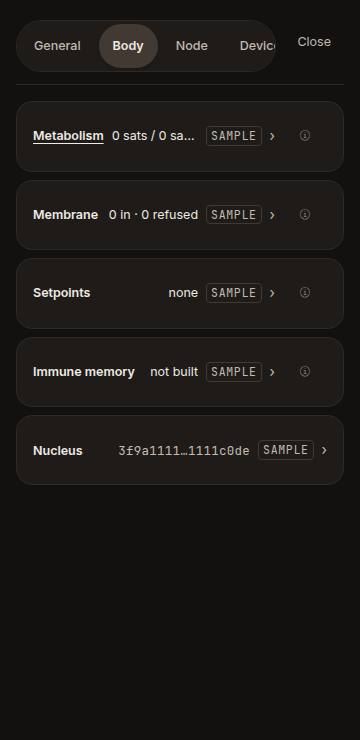 General Body Node Devic Close
Metabolism 0 sats / 0 sa... SAMPLE ›
Membrane 0 in · 0 refused SAMPLE ›
Setpoints none SAMPLE ›
Immune memory not built SAMPLE ›
Nucleus 3f9a1111…1111c0de SAMPLE ›